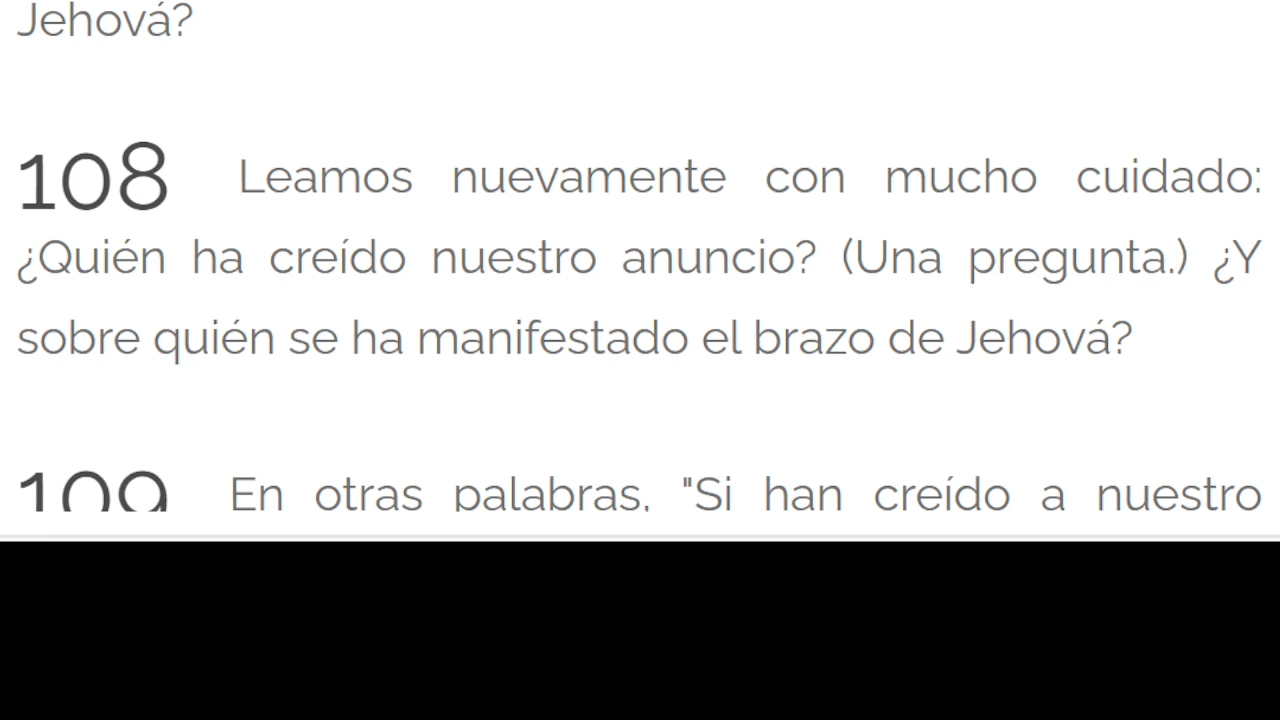 Jehová?
108 Leamos nuevamente con mucho cuidado:
¿Quién ha creído nuestro anuncio? (Una pregunta.) ¿Y
sobre quién se ha manifestado el brazo de Jehová?
109 En otras palabras, "Si han creído a nuestro